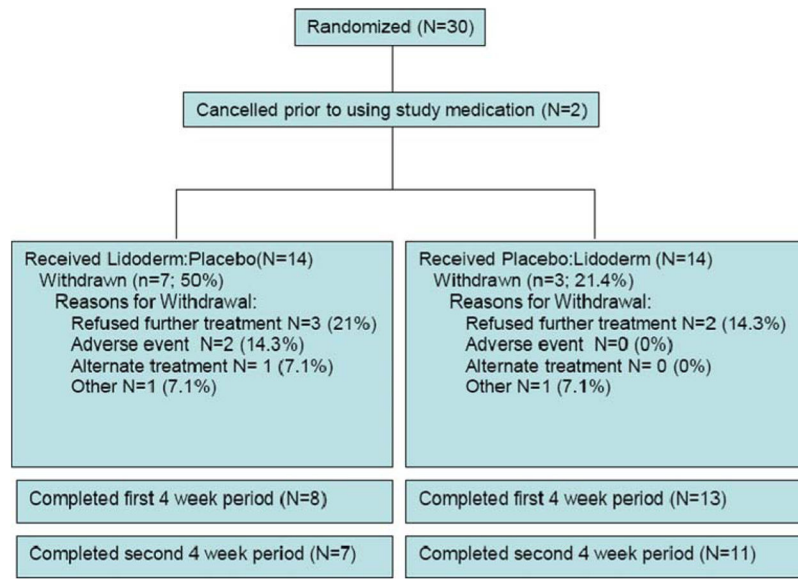 Randomized (N=30)
Cancelled prior to using study medication (N=2)
Received Lidoderm:Placebo(N=14)
Withdrawn (n=7; 50%)
Reasons for Withdrawal:
Refused further treatment N=3 (21%)
Adverse event  N=2 (14.3%)
Alternate treatment N= 1 (7.1%)
Other N=1 (7.1%)
Completed first 4 week period (N=8)
Completed second 4 week period (N=7)
Received Placebo:Lidoderm (N=14)
Withdrawn (n=3; 21.4%)
Reasons for Withdrawal:
Refused further treatment N=2 (14.3%)
Adverse event   N=0 (0%)
Alternate treatment N= 0 (0%)
Other N=1 (7.1%)
Completed first 4 week period (N=13)
Completed second 4 week period (N=11)